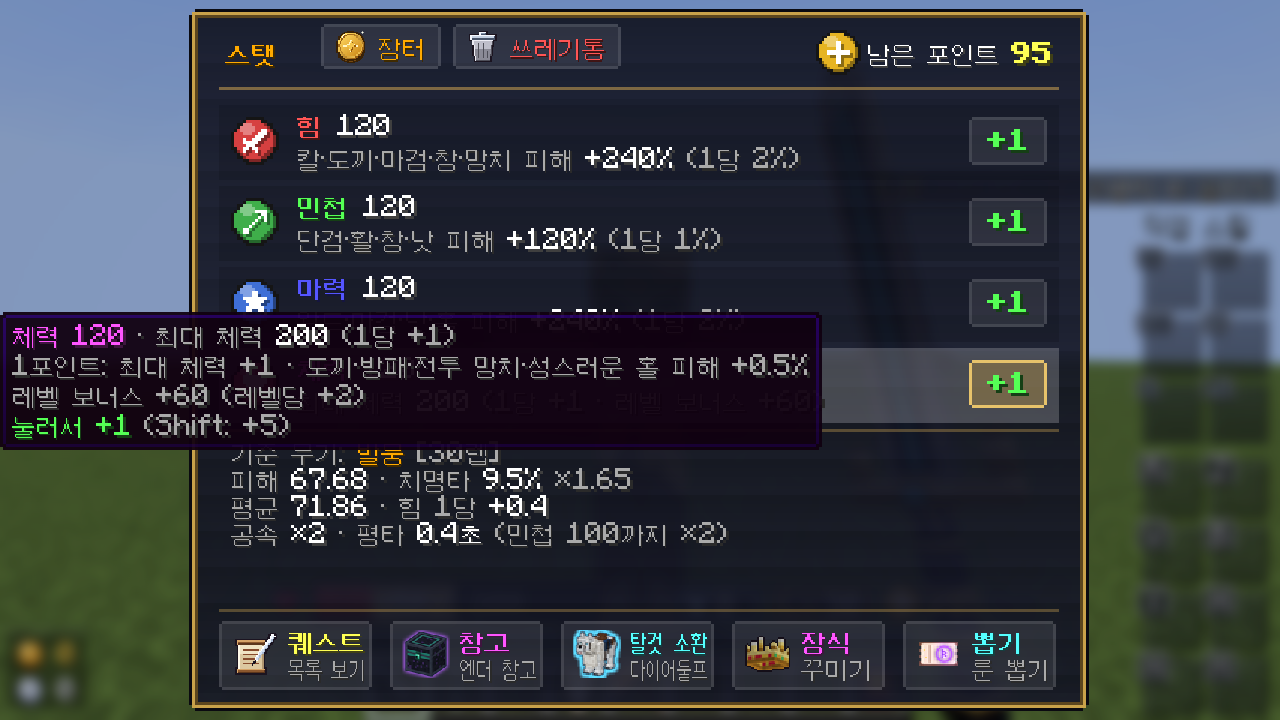 스탯
장터
쓰레기통
남은 포인트 95
힘 120
칼·도끼·마검·창·망치 피해 +240% (1당 2%)
+1
민첩 120
단검·활·창·낫 피해 +120% (1당 1%)
+1
마력 120
+1
체력 120 · 최대 체력 200 (1당 +1)
1포인트: 최대 체력 +1 · 도끼·방패·전투 망치·성스러운 홀 피해 +0.5%
레벨 보너스 +60 (레벨당 +2)
눌러서 +1 (Shift: +5)
+1
피해 67.68 · 치명타 9.5% ×1.65
평균 71.86 · 힘 1당 +0.4
공속 ×2 · 평타 0.4초 (민첩 100까지 ×2)
퀘스트
목록 보기
창고
엔더 창고
탈것 소환
다이어울프
장식
꾸미기
뽑기
룬 뽑기